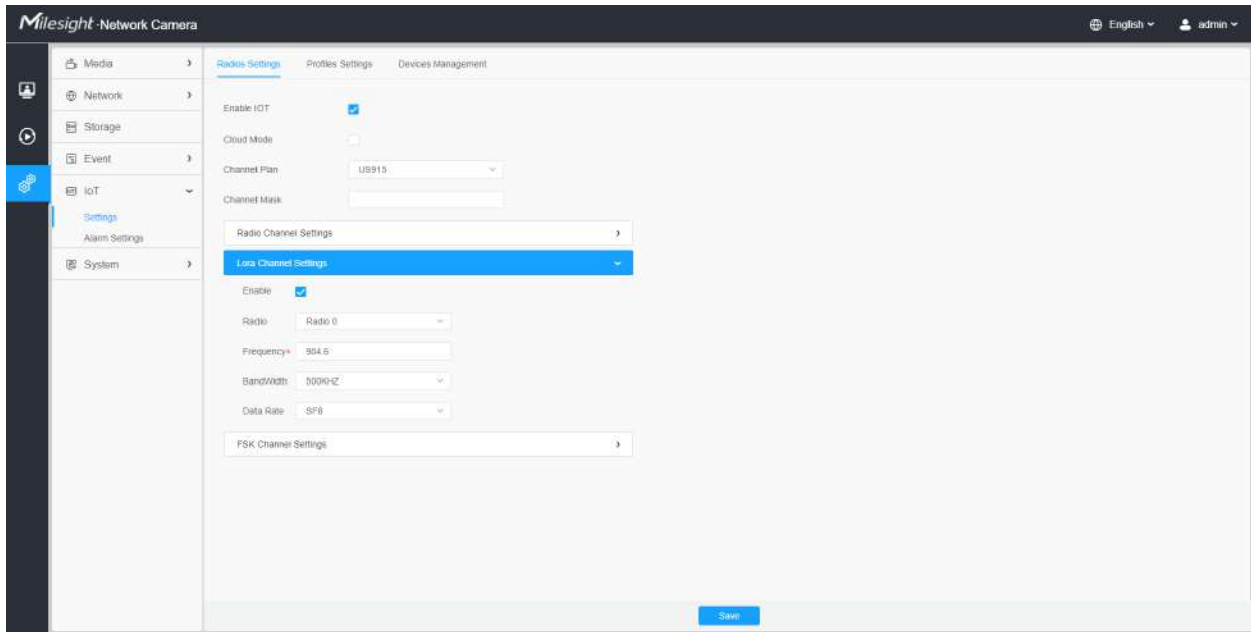 Milesight·Network Camera
English
admin
Media
Network
Storage
Event
IoT
Settings
Alarm Settings
System
Radios Settings
Profiles Settings
Devices Management
Enable IOT
Cloud Mode
Channel Plan
US915
Channel Mask
Radio Channel Settings
Lora Channel Settings
Enable
Radio
Radio 0
Frequency*
904.6
BandWidth
500KHZ
Data Rate
SF8
FSK Channel Settings
Save